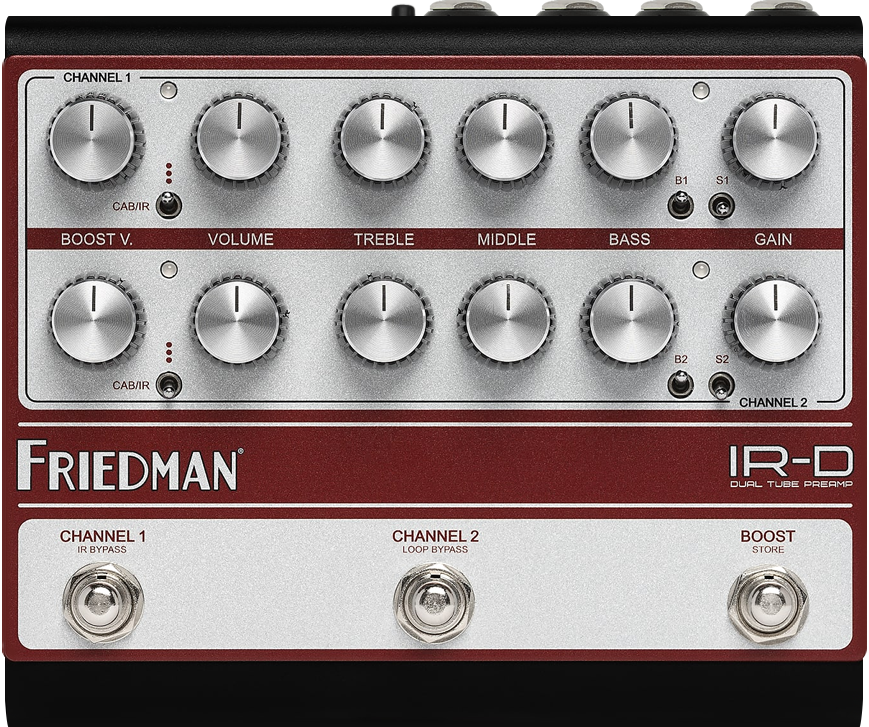 CHANNEL 1
B1 S1
CAB/IR
BOOST V. VOLUME TREBLE MIDDLE BASS GAIN
B2 S2
CAB/IR
CHANNEL 2
FRIEDMAN®
IR-D
DUAL TUBE PREAMP
CHANNEL 1 CHANNEL 2 BOOST
IR BYPASS LOOP BYPASS STORE